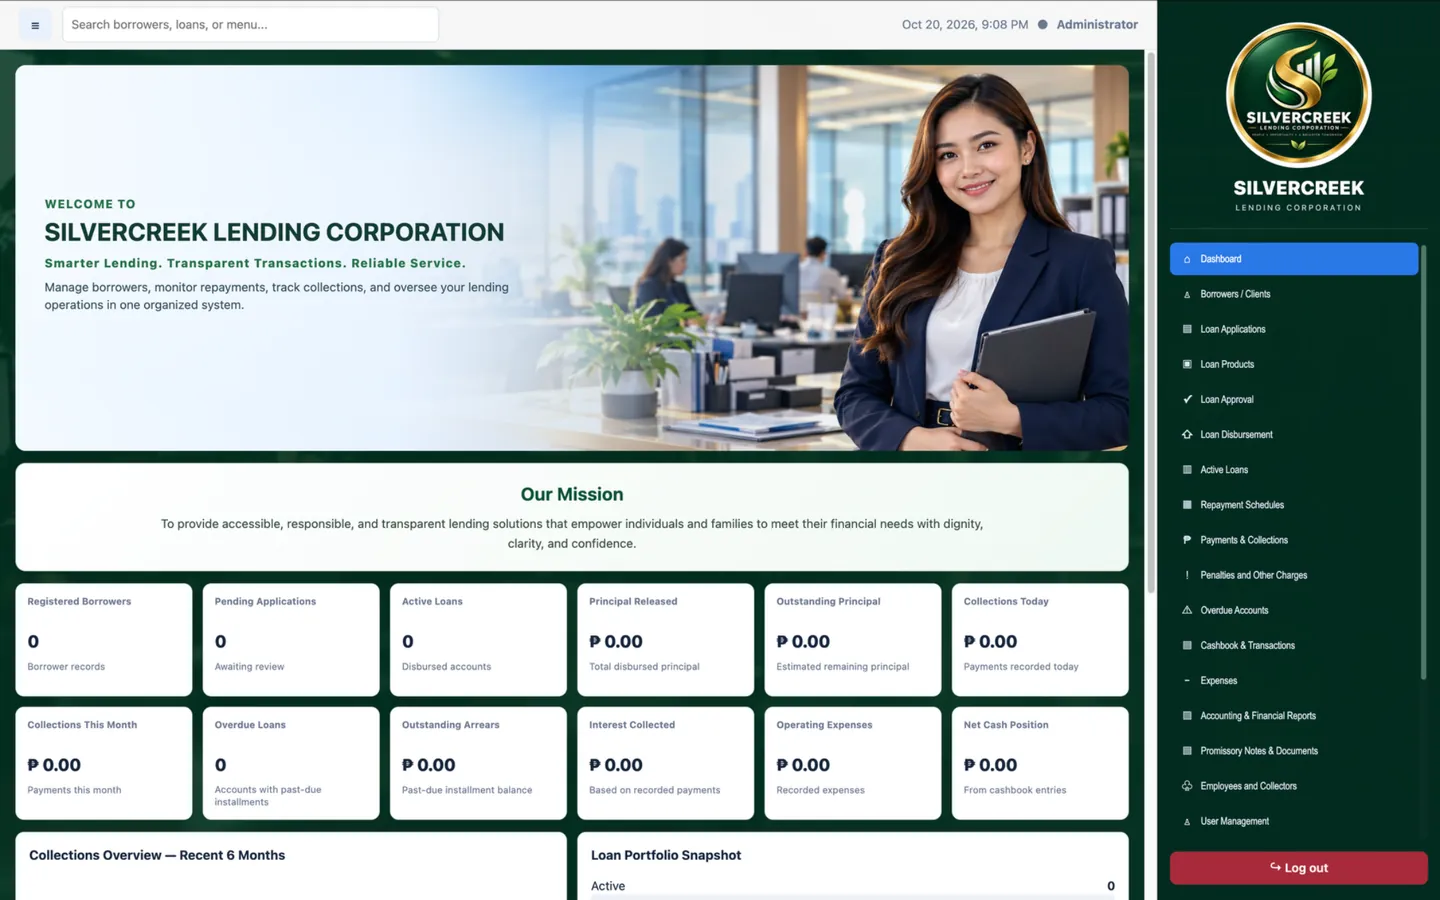 ≡
Search borrowers, loans, or menu...
Oct 20, 2026, 9:08 PM
Administrator
WELCOME TO
SILVERCREEK LENDING CORPORATION
Smarter Lending. Transparent Transactions. Reliable Service.
Manage borrowers, monitor repayments, track collections, and oversee your lending
operations in one organized system.
Our Mission
To provide accessible, responsible, and transparent lending solutions that empower individuals and families to meet their financial needs with dignity,
clarity, and confidence.
Registered Borrowers
0
Borrower records
Pending Applications
0
Awaiting review
Active Loans
0
Disbursed accounts
Principal Released
₱ 0.00
Total disbursed principal
Outstanding Principal
₱ 0.00
Estimated remaining principal
Collections Today
₱ 0.00
Payments recorded today
Collections This Month
₱ 0.00
Payments this month
Overdue Loans
0
Accounts with past-due
installments
Outstanding Arrears
₱ 0.00
Past-due installment balance
Interest Collected
₱ 0.00
Based on recorded payments
Operating Expenses
₱ 0.00
Recorded expenses
Net Cash Position
₱ 0.00
From cashbook entries
Collections Overview — Recent 6 Months
Loan Portfolio Snapshot
Active 0
SILVERCREEK
LENDING CORPORATION
SILVERCREEK
LENDING CORPORATION
Dashboard
Borrowers / Clients
Loan Applications
Loan Products
Loan Approval
Loan Disbursement
Active Loans
Repayment Schedules
₱ Payments & Collections
! Penalties and Other Charges
Overdue Accounts
Cashbook & Transactions
Expenses
Accounting & Financial Reports
Promissory Notes & Documents
Employees and Collectors
User Management
Log out